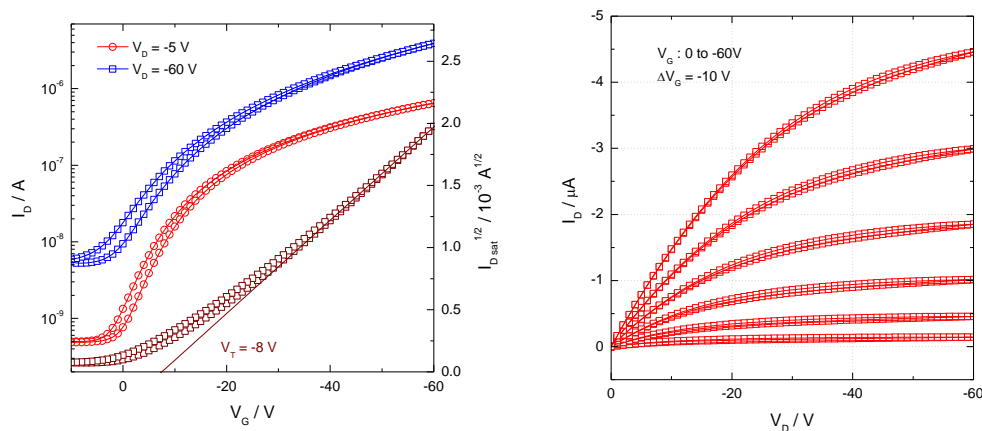 V_D = -5 V
V_D = -60 V
10^-6
10^-7
10^-8
10^-9
I_D / A
2.5
2.0
1.5
1.0
0.5
0.0
I_D sat^1/2 / 10^-3 A^1/2
V_T = -8 V
0 -20 -40 -60
V_G / V
-5
-4
-3
-2
-1
0
I_D / µA
V_G : 0 to -60V
ΔV_G = -10 V
0 -20 -40 -60
V_D / V